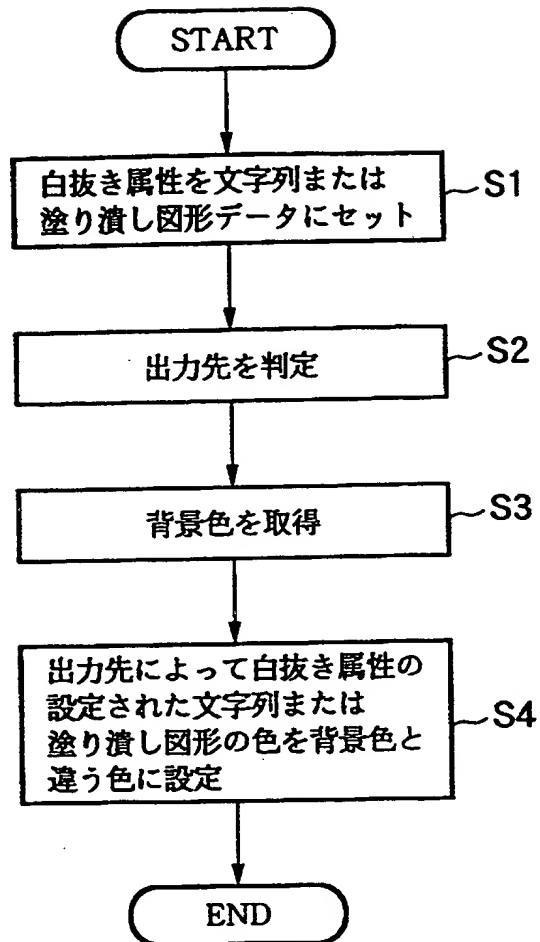 START
白抜き属性を文字列または
塗り潰し図形データにセット
S1
出力先を判定
S2
背景色を取得
S3
出力先によって白抜き属性の
設定された文字列または
塗り潰し図形の色を背景色と
違う色に設定
S4
END